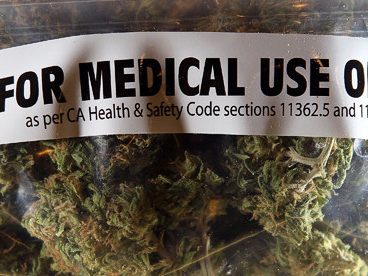 FOR MEDICAL USE
as per CA Health & Safety Code sections 11362.5 and